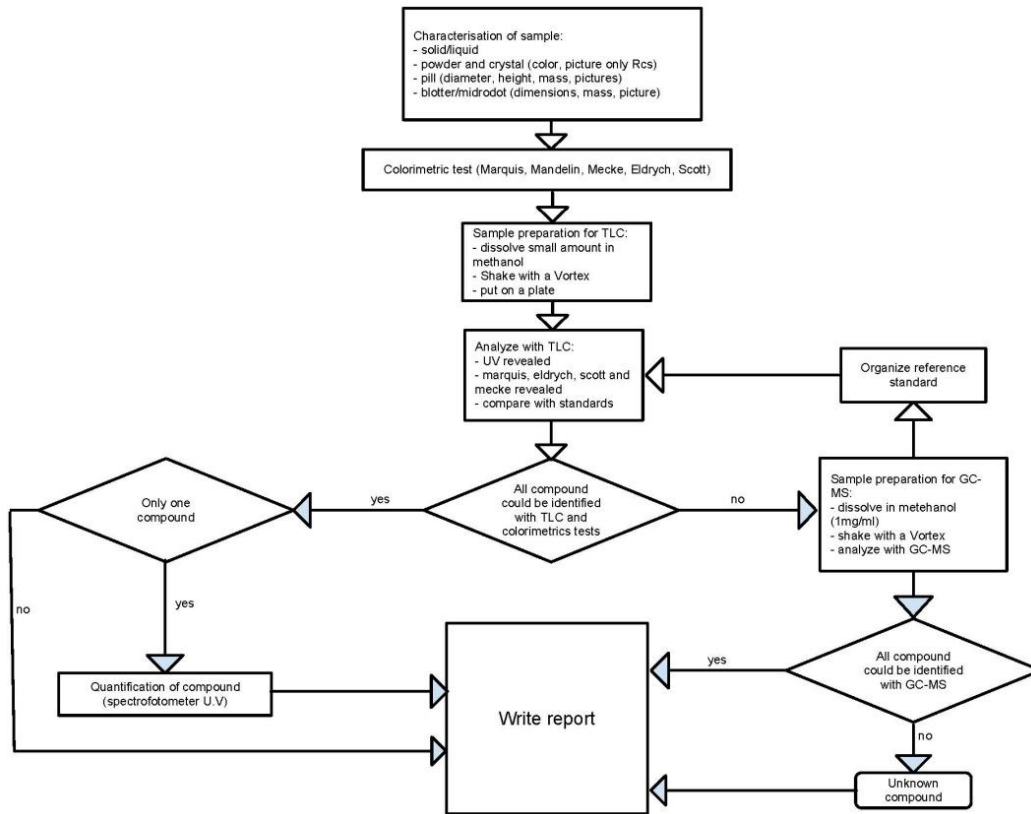 Characterisation of sample:
- solid/liquid
- powder and crystal (color, picture only Rcs)
- pill (diameter, height, mass, pictures)
- blotter/midrodot (dimensions, mass, picture)
Colorimetric test (Marquis, Mandelin, Mecke, Eldrych, Scott)
Sample preparation for TLC:
- dissolve small amount in
methanol
- Shake with a Vortex
- put on a plate
Analyze with TLC:
- UV revealed
- marquis, eldrych, scott and
mecke revealed
- compare with standards
Organize reference
standard
Only one
compound
yes
All compound
could be identified
with TLC and
colorimetrics tests
no
Sample preparation for GC-
MS:
- dissolve in metehanol
(1mg/ml)
- shake with a Vortex
- analyze with GC-MS
no
yes
Quantification of compound
(spectrofotometer U.V)
Write report
yes
All compound
could be identified
with GC-MS
no
Unknown
compound